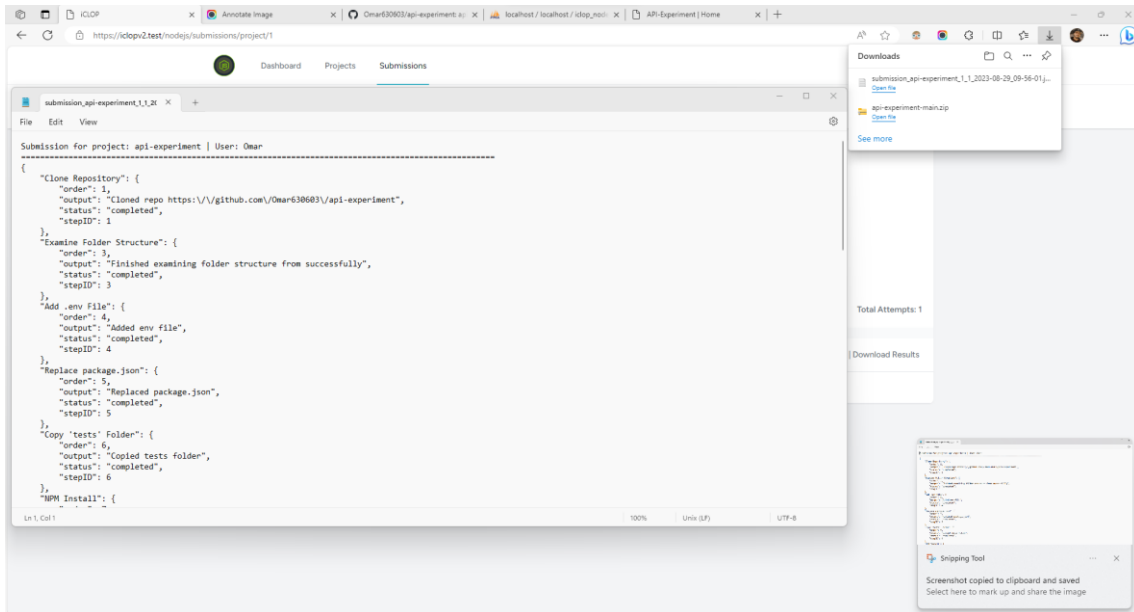 iCLOP
Annotate Image
Omar630603/api-experiment: ap
localhost / localhost / iclop_node
API-Experiment | Home
https://iclopv2.test/nodejs/submissions/project/1
Dashboard Projects Submissions
Downloads
submission_api-experiment_1_1_2023-08-29_09-56-01.j...
Open file
api-experiment-main.zip
Open file
See more
submission_api-experiment_1_1_2(
File Edit View
Submission for project: api-experiment | User: Omar
====================================================================================================
{
"Clone Repository": {
"order": 1,
"output": "Cloned repo https:\/\/github.com\/Omar630603\/api-experiment",
"status": "completed",
"stepID": 1
},
"Examine Folder Structure": {
"order": 3,
"output": "Finished examining folder structure from successfully",
"status": "completed",
"stepID": 3
},
"Add .env File": {
"order": 4,
"output": "Added env file",
"status": "completed",
"stepID": 4
},
"Replace package.json": {
"order": 5,
"output": "Replaced package.json",
"status": "completed",
"stepID": 5
},
"Copy 'tests' Folder": {
"order": 6,
"output": "Copied tests folder",
"status": "completed",
"stepID": 6
},
"NPM Install": {
Ln 1, Col 1 100% Unix (LF) UTF-8
Total Attempts: 1
| Download Results
Snipping Tool
Screenshot copied to clipboard and saved
Select here to mark up and share the image